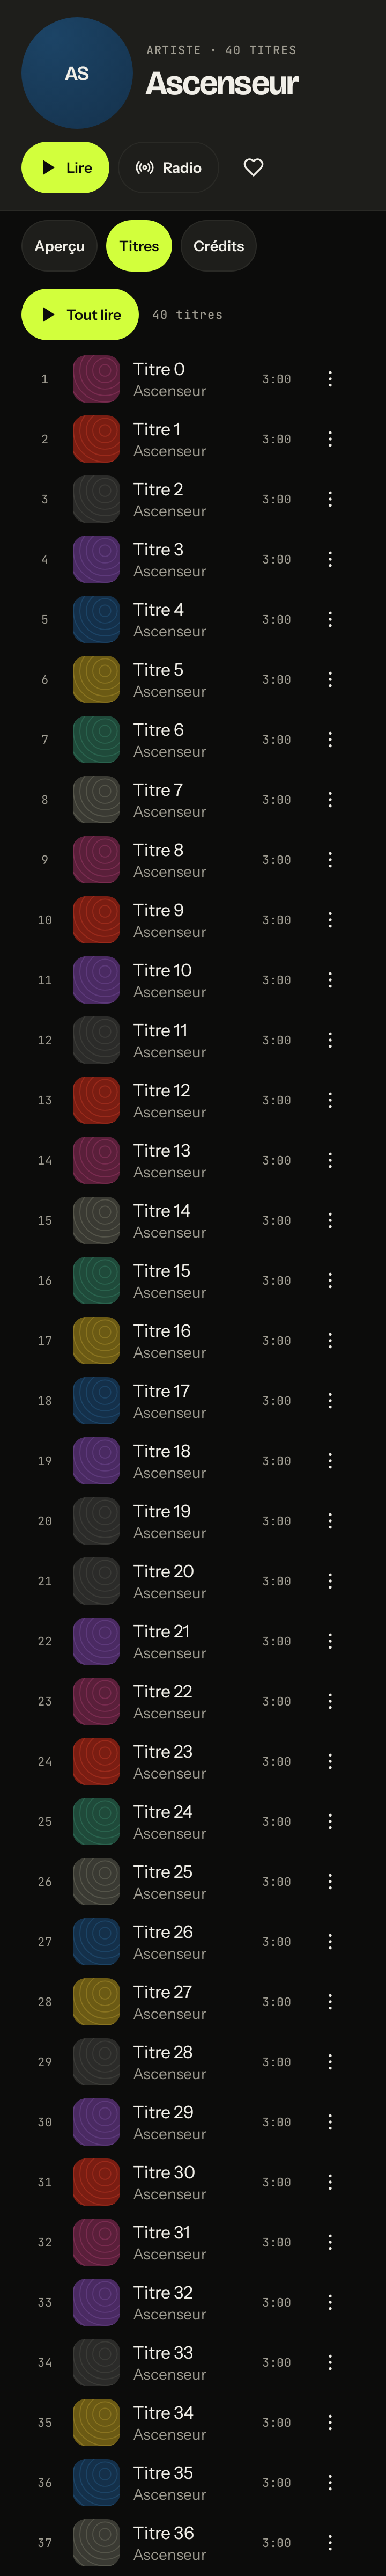 AS
ARTISTE · 40 TITRES
Ascenseur
Lire
Radio
Aperçu Titres Crédits
Tout lire 40 titres
1 Titre 0 3:00
Ascenseur
2 Titre 1 3:00
Ascenseur
3 Titre 2 3:00
Ascenseur
4 Titre 3 3:00
Ascenseur
5 Titre 4 3:00
Ascenseur
6 Titre 5 3:00
Ascenseur
7 Titre 6 3:00
Ascenseur
8 Titre 7 3:00
Ascenseur
9 Titre 8 3:00
Ascenseur
10 Titre 9 3:00
Ascenseur
11 Titre 10 3:00
Ascenseur
12 Titre 11 3:00
Ascenseur
13 Titre 12 3:00
Ascenseur
14 Titre 13 3:00
Ascenseur
15 Titre 14 3:00
Ascenseur
16 Titre 15 3:00
Ascenseur
17 Titre 16 3:00
Ascenseur
18 Titre 17 3:00
Ascenseur
19 Titre 18 3:00
Ascenseur
20 Titre 19 3:00
Ascenseur
21 Titre 20 3:00
Ascenseur
22 Titre 21 3:00
Ascenseur
23 Titre 22 3:00
Ascenseur
24 Titre 23 3:00
Ascenseur
25 Titre 24 3:00
Ascenseur
26 Titre 25 3:00
Ascenseur
27 Titre 26 3:00
Ascenseur
28 Titre 27 3:00
Ascenseur
29 Titre 28 3:00
Ascenseur
30 Titre 29 3:00
Ascenseur
31 Titre 30 3:00
Ascenseur
32 Titre 31 3:00
Ascenseur
33 Titre 32 3:00
Ascenseur
34 Titre 33 3:00
Ascenseur
35 Titre 34 3:00
Ascenseur
36 Titre 35 3:00
Ascenseur
37 Titre 36 3:00
Ascenseur